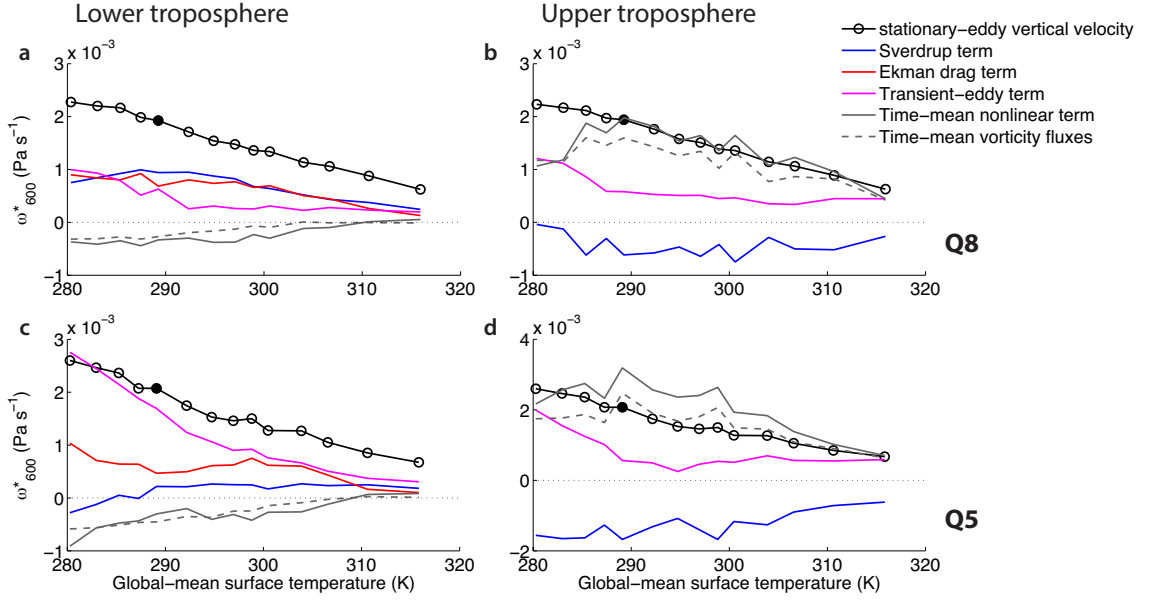 Lower troposphere
Upper troposphere
stationary−eddy vertical velocity
Sverdrup term
Ekman drag term
Transient−eddy term
Time−mean nonlinear term
Time−mean vorticity fluxes
a
x 10−3
3
2
1
0
−1
ω*600 (Pa s−1)
280 290 300 310 320
b
x 10−3
3
2
1
0
−1
280 290 300 310 320
Q8
c
x 10−3
3
2
1
0
−1
ω*600 (Pa s−1)
280 290 300 310 320
Global−mean surface temperature (K)
d
x 10−3
4
2
0
−2
280 290 300 310 320
Global−mean surface temperature (K)
Q5